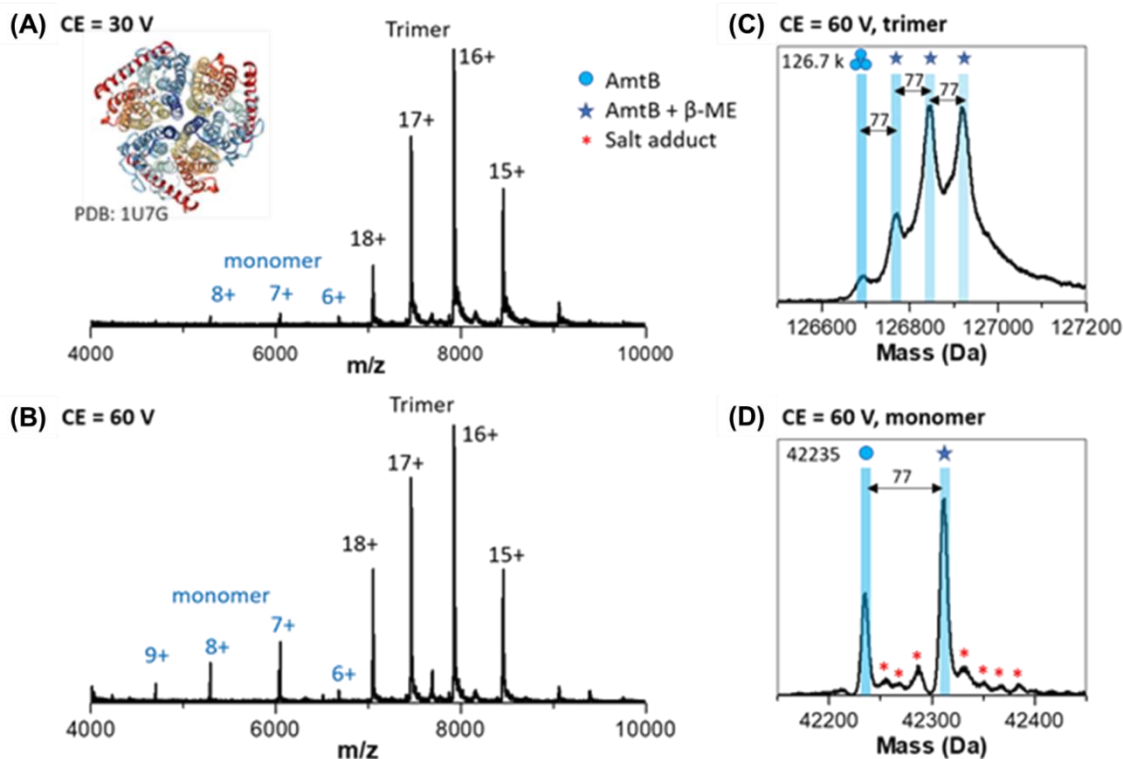 (A) CE = 30 V
Trimer
16+
17+
15+
18+
monomer
8+ 7+ 6+
PDB: 1U7G
AmtB
AmtB + β-ME
* Salt adduct
4000 6000 8000 10000
m/z
(B) CE = 60 V
Trimer
16+
17+
18+
15+
monomer
9+ 8+ 7+ 6+
4000 6000 8000 10000
m/z
(C) CE = 60 V, trimer
126.7 k
77
77
77
126600 126800 127000 127200
Mass (Da)
(D) CE = 60 V, monomer
42235
77
* * * * * * *
42200 42300 42400
Mass (Da)